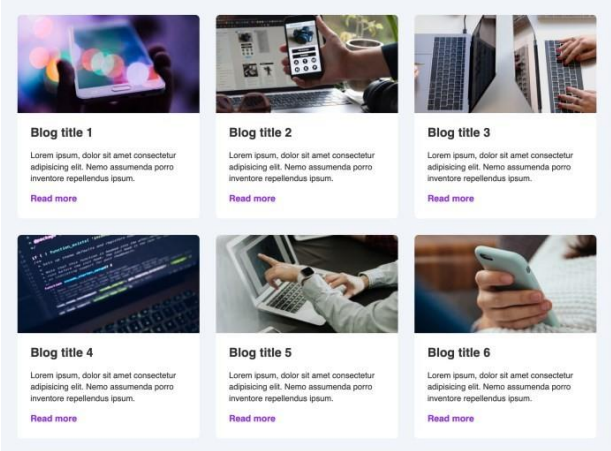 Blog title 1
Lorem ipsum, dolor sit amet consectetur
adipisicing elit. Nemo assumenda porro
inventore repellendus ipsum.
Read more
Blog title 2
Lorem ipsum, dolor sit amet consectetur
adipisicing elit. Nemo assumenda porro
inventore repellendus ipsum.
Read more
Blog title 3
Lorem ipsum, dolor sit amet consectetur
adipisicing elit. Nemo assumenda porro
inventore repellendus ipsum.
Read more
Blog title 4
Lorem ipsum, dolor sit amet consectetur
adipisicing elit. Nemo assumenda porro
inventore repellendus ipsum.
Read more
Blog title 5
Lorem ipsum, dolor sit amet consectetur
adipisicing elit. Nemo assumenda porro
inventore repellendus ipsum.
Read more
Blog title 6
Lorem ipsum, dolor sit amet consectetur
adipisicing elit. Nemo assumenda porro
inventore repellendus ipsum.
Read more